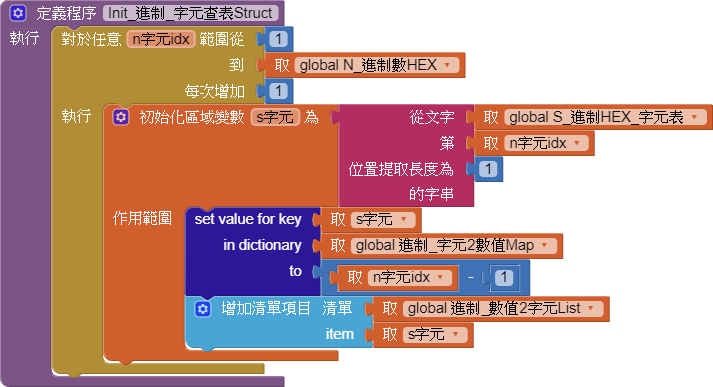 定義程序 Init_進制_字元查表Struct
執行 對於任意 n字元idx 範圍從 1
到 取 global N_進制數HEX
每次增加 1
執行 初始化區域變數 s字元 為 從文字 取 global S_進制HEX_字元表
第 取 n字元idx
位置提取長度為 1
的字串
作用範圍 set value for key 取 s字元
in dictionary 取 global 進制_字元2數值Map
to 取 n字元idx - 1
增加清單項目 清單 取 global 進制_數值2字元List
item 取 s字元